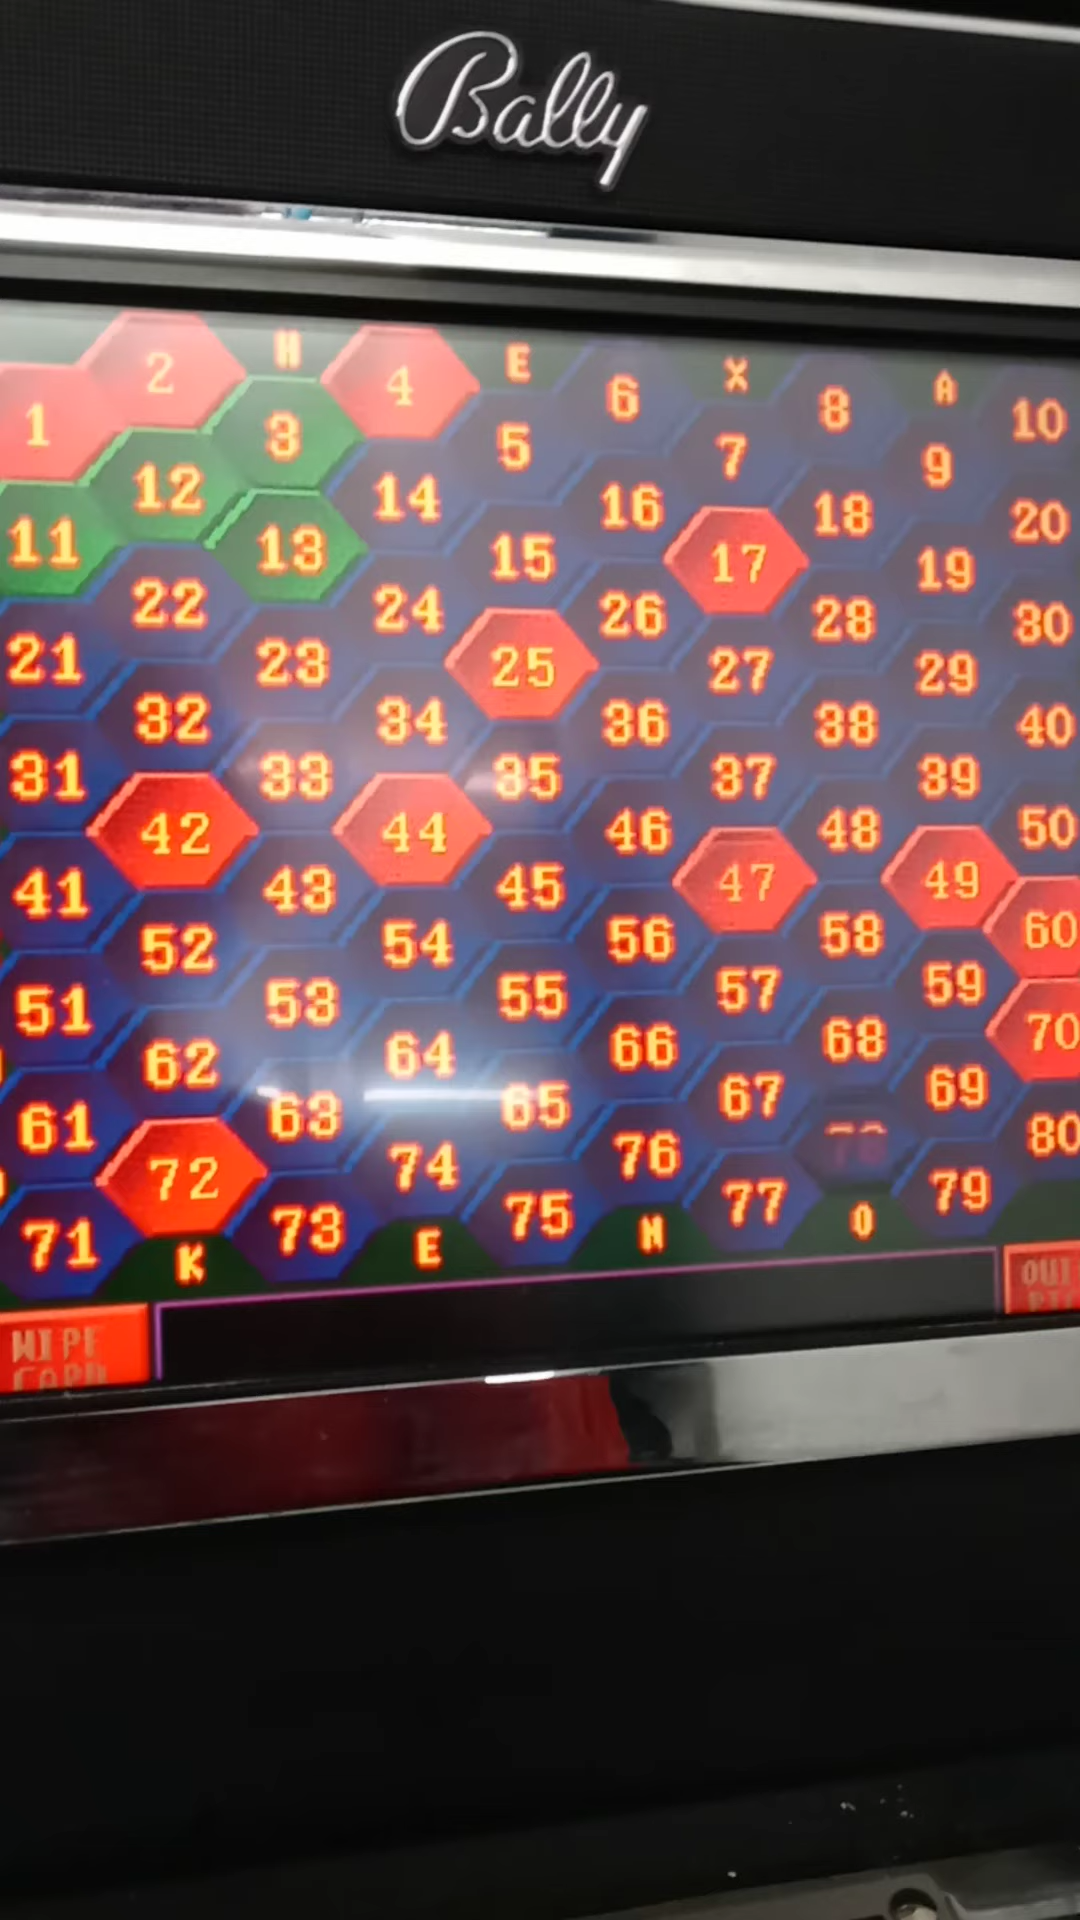 Bally
H E X A
2 4 6 8 10
1 3 5 7 9
12 14 16 18 20
11 13 15 17 19
22 24 26 28 30
21 23 25 27 29
32 34 36 38 40
31 33 35 37 39
42 44 46 48 50
41 43 45 47 49
52 54 56 58 60
51 53 55 57 59
62 64 66 68 70
61 63 65 67 69
72 74 76 80
71 73 75 77 79
K E N O
WIPE
CARD